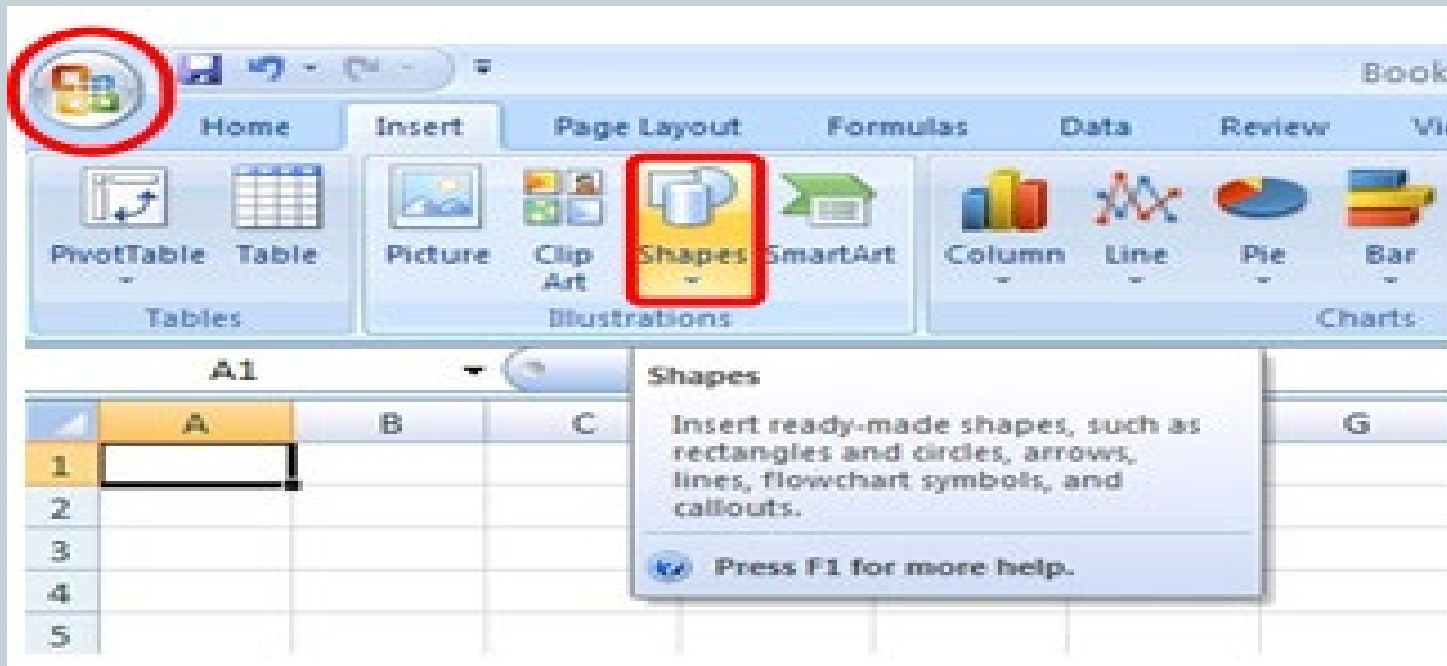 Book
Home Insert Page Layout Formulas Data Review Vi
PivotTable Table Picture Clip Art Shapes SmartArt Column Line Pie Bar
Tables Illustrations Charts
A1
A B C G
Shapes
Insert ready-made shapes, such as
rectangles and circles, arrows,
lines, flowchart symbols, and
callouts.
Press F1 for more help.
1
2
3
4
5